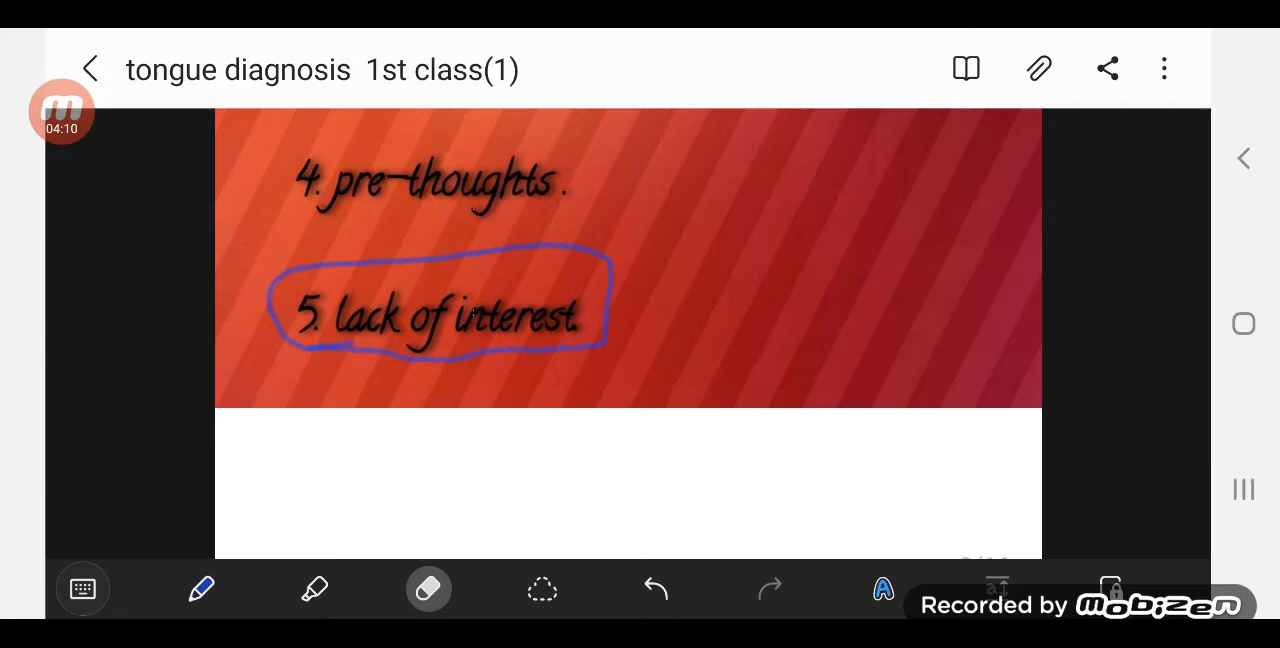 tongue diagnosis 1st class(1)
04:10
4. pre-thoughts.
5. lack of interest.
Recorded by mobizen